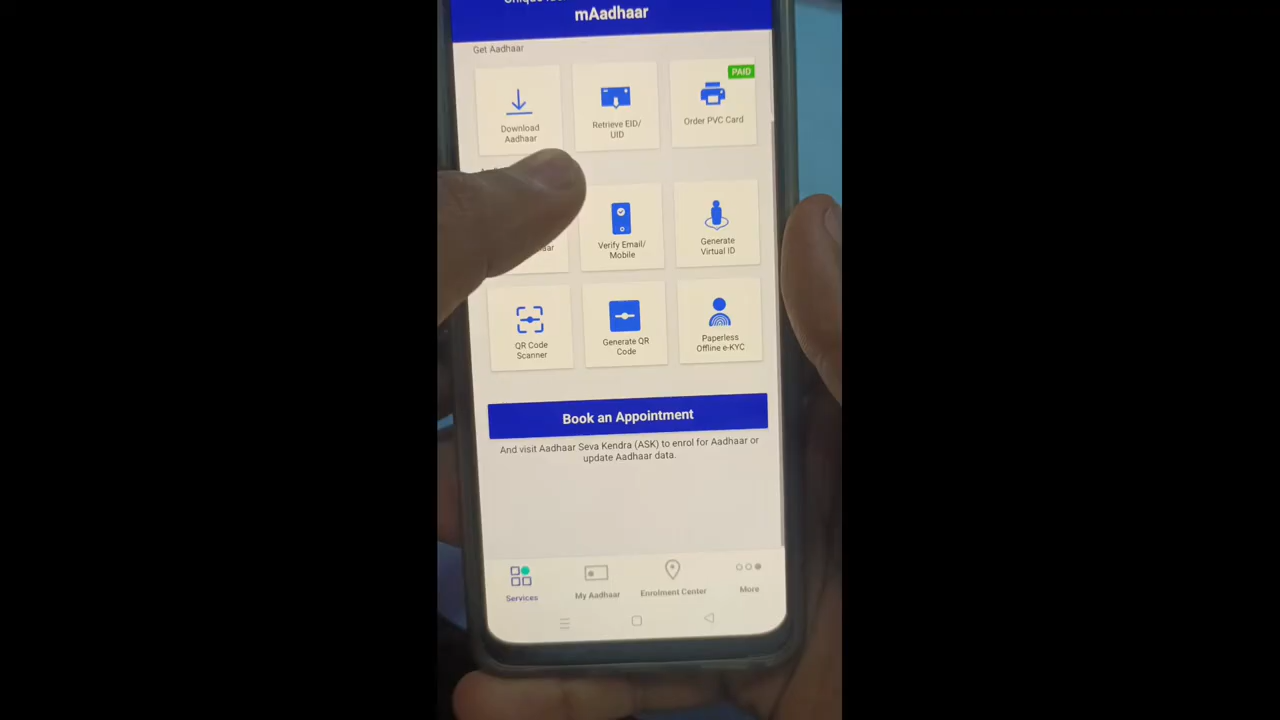 mAadhaar
Get Aadhaar
Download
Aadhaar
Retrieve EID/
UID
PAID
Order PVC Card
Verify Email/
Mobile
Generate
Virtual ID
QR Code
Scanner
Generate QR
Code
Paperless
Offline e-KYC
Book an Appointment
And visit Aadhaar Seva Kendra (ASK) to enrol for Aadhaar or
update Aadhaar data.
Services
My Aadhaar
Enrolment Center
More